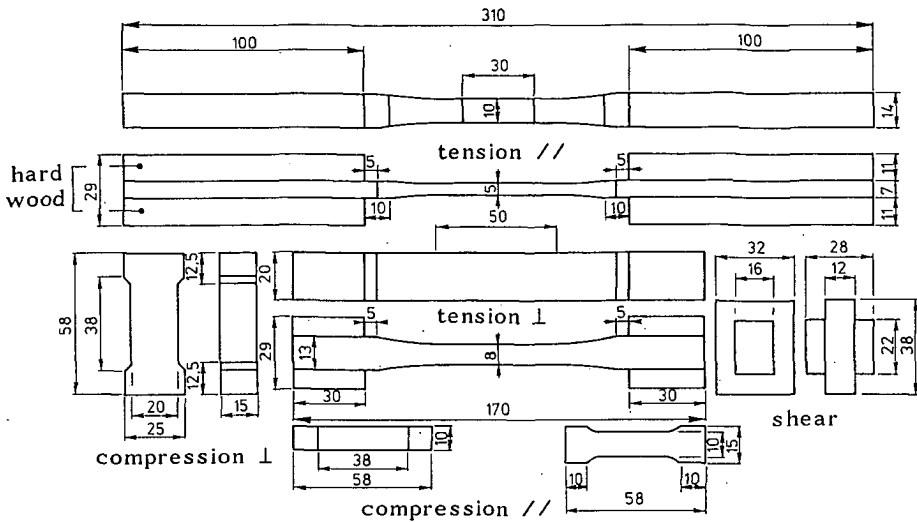 310
100 100
30
10 14
tension //
hard wood
29 5 5 5 11 7 11
10 10
50
58 38 12,5 12,5 20 32 28
16 12
tension ⊥
5 5
29 13 8 22 38
30 30
20 15 170
25 shear
compression ⊥ 38 10 10 15
58 10 10
58
compression //